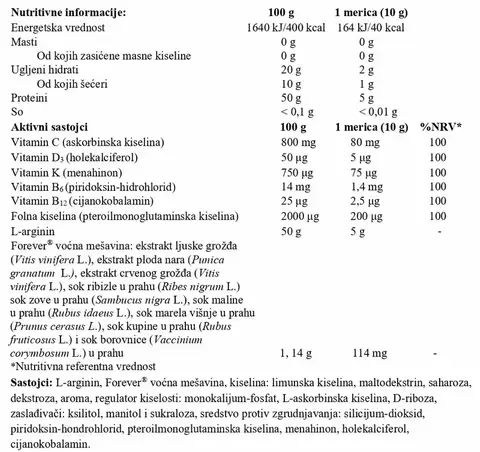 Nutritivne informacije: 100 g 1 merica (10 g)
Energetska vrednost 1640 kJ/400 kcal 164 kJ/40 kcal
Masti 0 g 0 g
Od kojih zasićene masne kiseline 0 g 0 g
Ugljeni hidrati 20 g 2 g
Od kojih šećeri 10 g 1 g
Proteini 50 g 5 g
So < 0,1 g < 0,01 g
Aktivni sastojci 100 g 1 merica (10 g) %NRV*
Vitamin C (askorbinska kiselina) 800 mg 80 mg 100
Vitamin D3 (holekalciferol) 50 μg 5 μg 100
Vitamin K (menahinon) 750 μg 75 μg 100
Vitamin B6 (piridoksin-hidrohlorid) 14 mg 1,4 mg 100
Vitamin B12 (cijanokobalamin) 25 μg 2,5 μg 100
Folna kiselina (pteroilmonoglutaminska kiselina) 2000 μg 200 μg 100
L-arginin 50 g 5 g -
Forever® voćna mešavina: ekstrakt ljuske grožđa
(Vitis vinifera L.), ekstrakt ploda nara (Punica
granatum L.), ekstrakt crvenog grožđa (Vitis
vinifera L.), sok ribizle u prahu (Ribes nigrum L.)
sok zove u prahu (Sambucus nigra L.), sok maline
u prahu (Rubus idaeus L.), sok marela višnje u prahu
(Prunus cerasus L.), sok kupine u prahu (Rubus
fruticosus L.) i sok borovnice (Vaccinium
corymbosum L.) u prahu 1, 14 g 114 mg -
*Nutritivna referentna vrednost
Sastojci: L-arginin, Forever® voćna mešavina, kiselina: limunska kiselina, maltodekstrin, saharoza,
dekstroza, aroma, regulator kiselosti: monokalijum-fosfat, L-askorbinska kiselina, D-riboza,
zaslađivači: ksilitol, manitol i sukraloza, sredstvo protiv zgrudnjavanja: silicijum-dioksid,
piridoksin-hondrohlorid, pteroilmonoglutaminska kiselina, menahinon, holekalciferol,
cijanokobalamin.